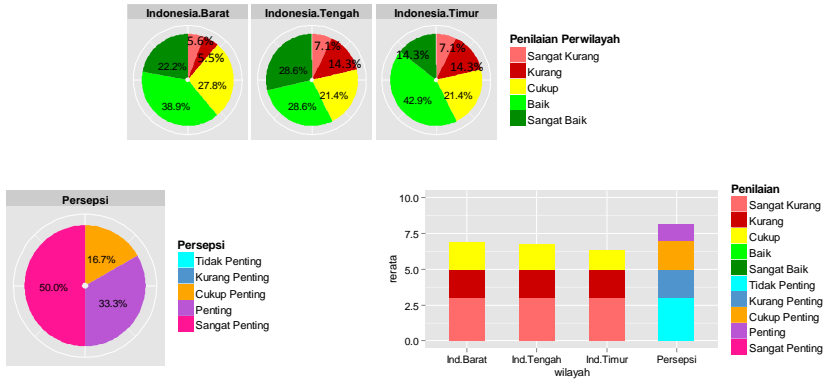 Indonesia.Barat
Indonesia.Tengah
Indonesia.Timur
5.6%
5.5%
27.8%
38.9%
22.2%
7.1%
14.3%
21.4%
28.6%
28.6%
7.1%
14.3%
21.4%
42.9%
14.3%
Penilaian Perwilayah
Sangat Kurang
Kurang
Cukup
Baik
Sangat Baik
Persepsi
16.7%
33.3%
50.0%
Persepsi
Tidak Penting
Kurang Penting
Cukup Penting
Penting
Sangat Penting
rerata
10.0
7.5
5.0
2.5
0.0
Ind.Barat
Ind.Tengah
Ind.Timur
Persepsi
wilayah
Penilaian
Sangat Kurang
Kurang
Cukup
Baik
Sangat Baik
Tidak Penting
Kurang Penting
Cukup Penting
Penting
Sangat Penting